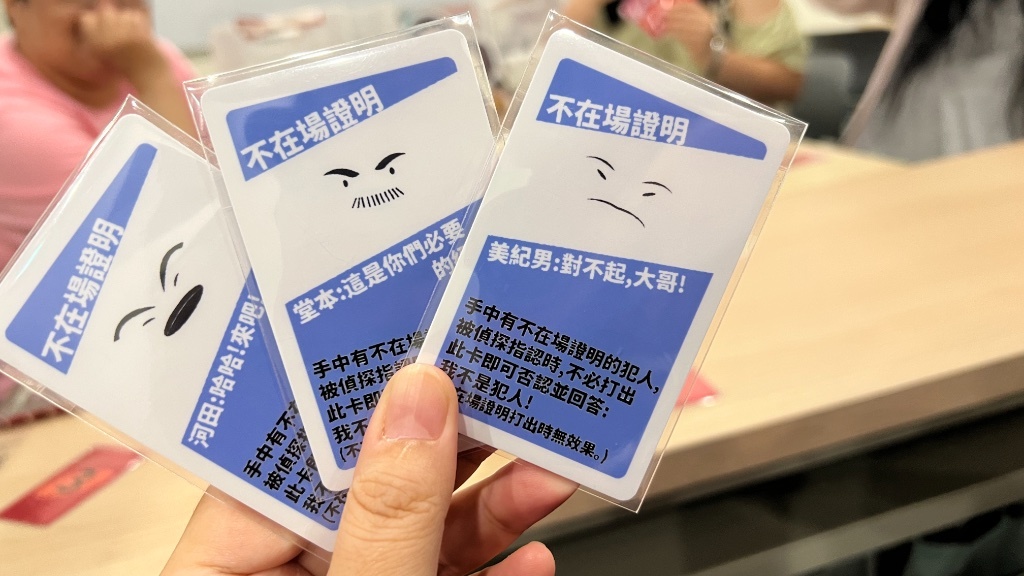 不在場證明
河田:哈哈!來吧!
手中有不
被偵探
此卡即
不在場證明
堂本:這是你們必要
的
手中有不在場
被偵探指認
此卡即
我不
(不
不在場證明
美紀男:對不起,大哥!
手中有不在場證明的犯人,
被偵探指認時,不必打出
此卡即可否認並回答:
我不是犯人!
在場證明打出時無效果。)